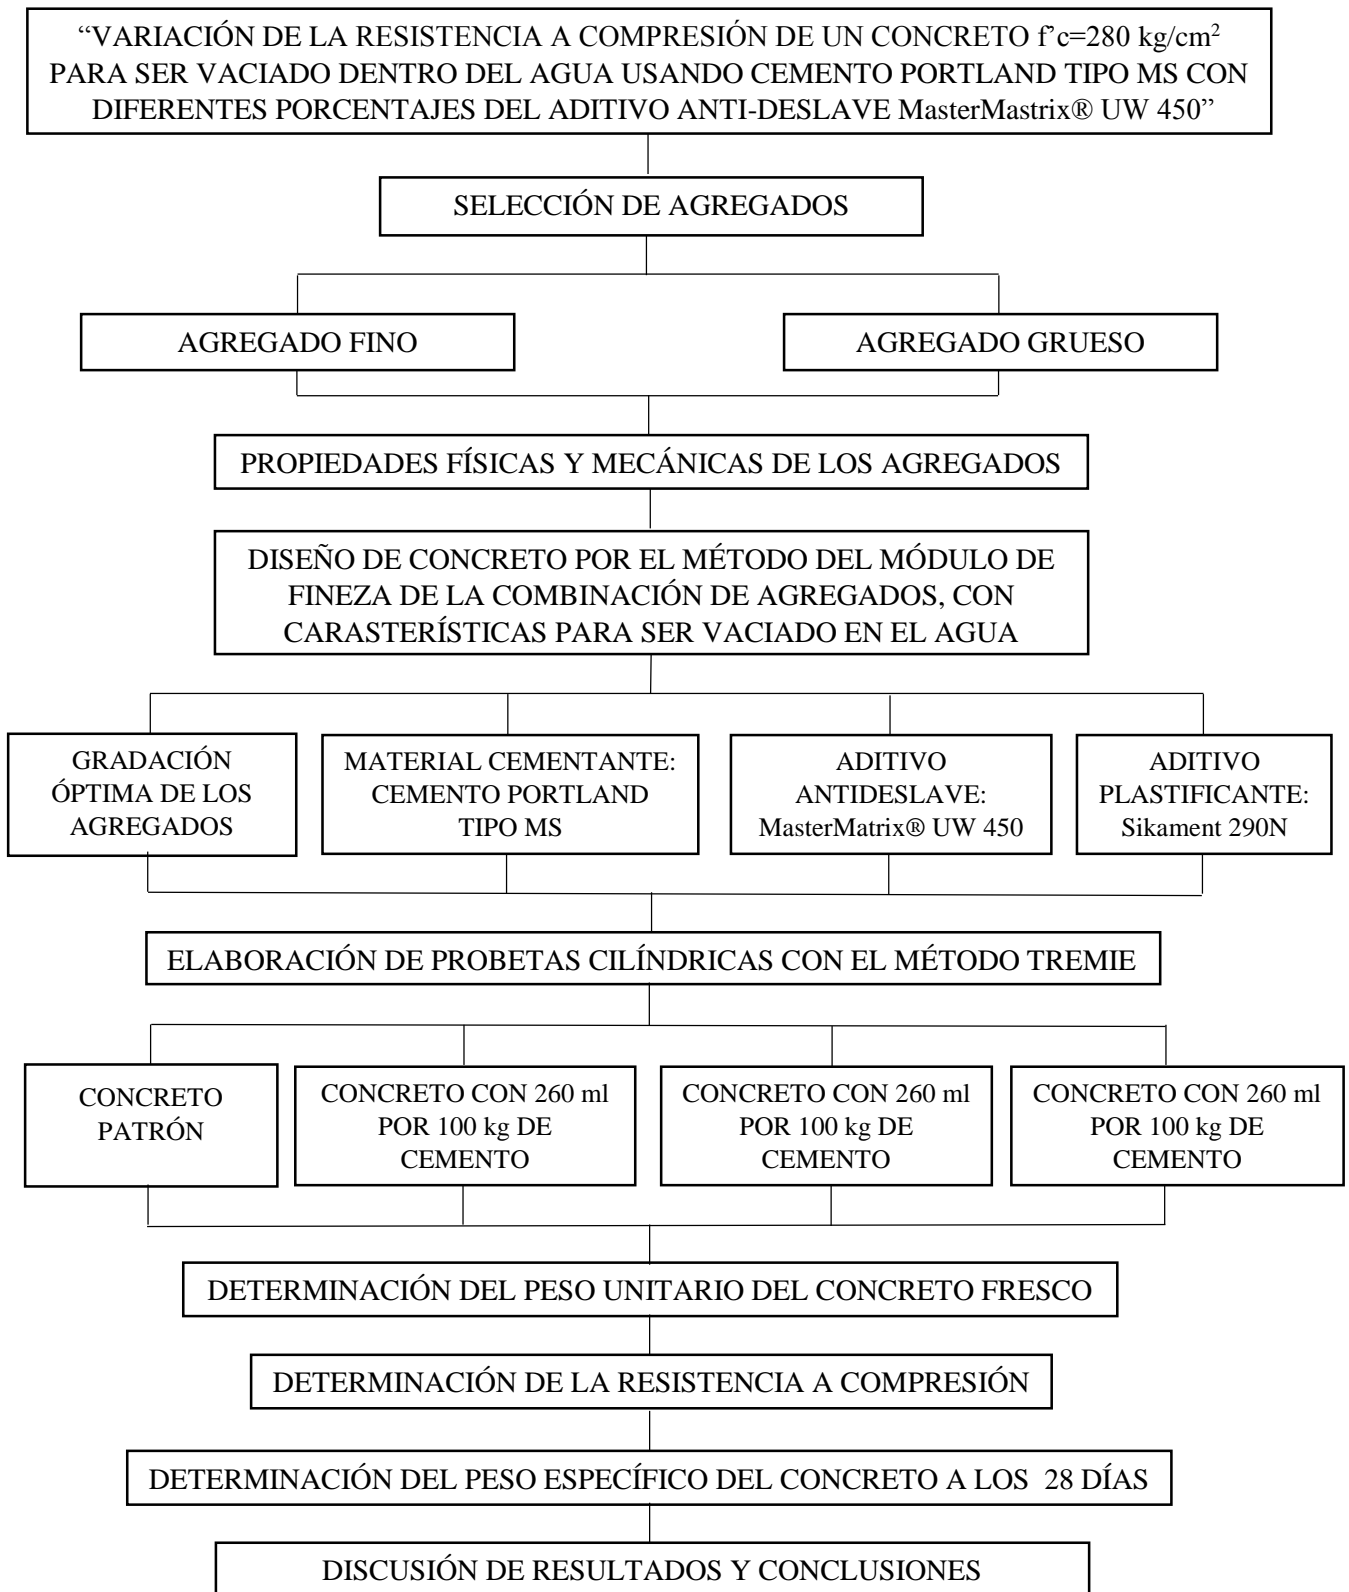 “VARIACIÓN DE LA RESISTENCIA A COMPRESIÓN DE UN CONCRETO f’c=280 kg/cm²
PARA SER VACIADO DENTRO DEL AGUA USANDO CEMENTO PORTLAND TIPO MS CON
DIFERENTES PORCENTAJES DEL ADITIVO ANTI-DESLAVE MasterMastrix® UW 450”
SELECCIÓN DE AGREGADOS
AGREGADO FINO
AGREGADO GRUESO
PROPIEDADES FÍSICAS Y MECÁNICAS DE LOS AGREGADOS
DISEÑO DE CONCRETO POR EL MÉTODO DEL MÓDULO DE
FINEZA DE LA COMBINACIÓN DE AGREGADOS, CON
CARASTERÍSTICAS PARA SER VACIADO EN EL AGUA
GRADACIÓN
ÓPTIMA DE LOS
AGREGADOS
MATERIAL CEMENTANTE:
CEMENTO PORTLAND
TIPO MS
ADITIVO
ANTIDESLAVE:
MasterMatrix® UW 450
ADITIVO
PLASTIFICANTE:
Sikament 290N
ELABORACIÓN DE PROBETAS CILÍNDRICAS CON EL MÉTODO TREMIE
CONCRETO
PATRÓN
CONCRETO CON 260 ml
POR 100 kg DE
CEMENTO
CONCRETO CON 260 ml
POR 100 kg DE
CEMENTO
CONCRETO CON 260 ml
POR 100 kg DE
CEMENTO
DETERMINACIÓN DEL PESO UNITARIO DEL CONCRETO FRESCO
DETERMINACIÓN DE LA RESISTENCIA A COMPRESIÓN
DETERMINACIÓN DEL PESO ESPECÍFICO DEL CONCRETO A LOS 28 DÍAS
DISCUSIÓN DE RESULTADOS Y CONCLUSIONES